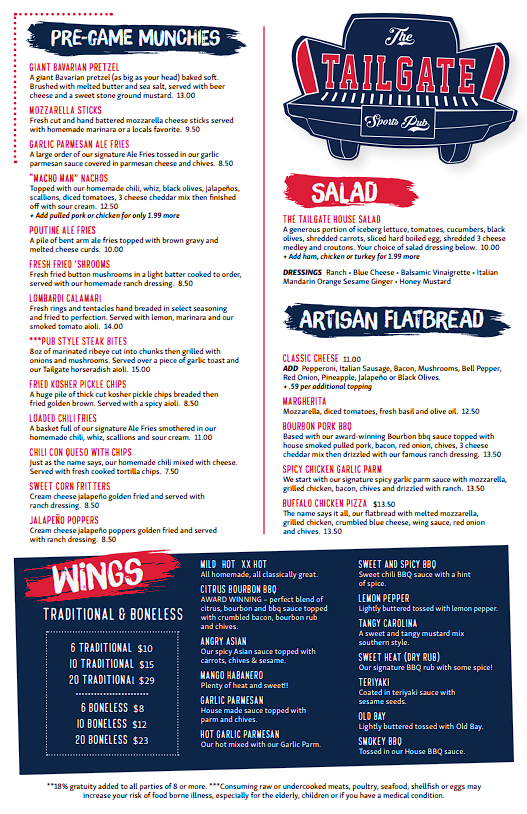 PRE-GAME MUNCHIES
GIANT BAVARIAN PRETZEL
A giant Bavarian pretzel (as big as your head) baked soft.
Brushed with melted butter and sea salt, served with beer
cheese and a sweet stone ground mustard. 13.00
MOZZARELLA STICKS
Fresh cut and hand battered mozzarella cheese sticks served
with homemade marinara or a locals favorite. 9.50
GARLIC PARMESAN ALE FRIES
A large order of our signature Ale Fries tossed in our garlic
parmesan sauce covered in parmesan cheese and chives. 8.50
"MACHO MAN" NACHOS
Topped with our homemade chili, whiz, black olives, jalapeños,
scallions, diced tomatoes, 3 cheese cheddar mix then finished
off with sour cream. 12.50
+ Add pulled pork or chicken for only 1.99 more
POUTINE ALE FRIES
A pile of bent arm ale fries topped with brown gravy and
melted cheese curds. 10.00
FRESH FRIED 'SHROOMS
Fresh fried button mushrooms in a light batter cooked to order,
served with our homemade ranch dressing. 8.50
LOMBARDI CALAMARI
Fresh rings and tentacles hand breaded in select seasoning
and fried to perfection. Served with lemon, marinara and our
smoked tomato aioli. 14.00
***PUB STYLE STEAK BITES
8oz of marinated ribeye cut into chunks then grilled with
onions and mushrooms. Served over a piece of garlic toast and
our Tailgate horseradish aioli. 15.00
FRIED KOSHER PICKLE CHIPS
A huge pile of thick cut kosher pickle chips breaded then
fried golden brown. Served with a spicy aioli. 8.50
LOADED CHILI FRIES
A basket full of our signature Ale Fries smothered in our
homemade chili, whiz, scallions and sour cream. 11.00
CHILI CON QUESO WITH CHIPS
Just as the name says, our homemade chili mixed with cheese.
Served with fresh cooked tortilla chips. 7.50
SWEET CORN FRITTERS
Cream cheese jalapeño golden fried and served with
ranch dressing. 8.50
JALAPEÑO POPPERS
Cream cheese jalapeño poppers golden fried and served
with ranch dressing. 8.50
The
TAILGATE
Sports Pub
SALAD
THE TAILGATE HOUSE SALAD
A generous portion of iceberg lettuce, tomatoes, cucumbers, black
olives, shredded carrots, sliced hard boiled egg, shredded 3 cheese
medley and croutons. Your choice of salad dressing below. 10.00
+ Add ham, chicken or turkey for 1.99 more
DRESSINGS Ranch • Blue Cheese • Balsamic Vinaigrette • Italian
Mandarin Orange Sesame Ginger • Honey Mustard
ARTISAN FLATBREAD
CLASSIC CHEESE 11.00
ADD Pepperoni, Italian Sausage, Bacon, Mushrooms, Bell Pepper,
Red Onion, Pineapple, Jalapeño or Black Olives.
+ .59 per additional topping
MARGHERITA
Mozzarella, diced tomatoes, fresh basil and olive oil. 12.50
BOURBON PORK BBQ
Based with our award-winning Bourbon bbq sauce topped with
house smoked pulled pork, bacon, red onion, chives, 3 cheese
cheddar mix then drizzled with our famous ranch dressing. 13.50
SPICY CHICKEN GARLIC PARM
We start with our signature spicy garlic parm sauce with mozzarella,
grilled chicken, bacon, chives and drizzled with ranch. 13.50
BUFFALO CHICKEN PIZZA $13.50
The name says it all, our flatbread with melted mozzarella,
grilled chicken, crumbled blue cheese, wing sauce, red onion
and chives. 13.50
WINGS
TRADITIONAL & BONELESS
6 TRADITIONAL $10
10 TRADITIONAL $15
20 TRADITIONAL $29
6 BONELESS $8
10 BONELESS $12
20 BONELESS $23
MILD HOT XX HOT
All homemade, all classically great.
CITRUS BOURBON BBQ
AWARD WINNING – perfect blend of
citrus, bourbon and bbq sauce topped
with crumbled bacon, bourbon rub
and chives.
ANGRY ASIAN
Our spicy Asian sauce topped with
carrots, chives & sesame.
MANGO HABANERO
Plenty of heat and sweet!!
GARLIC PARMESAN
House made sauce topped with
parm and chives.
HOT GARLIC PARMESAN
Our hot mixed with our Garlic Parm.
SWEET AND SPICY BBQ
Sweet chili BBQ sauce with a hint
of spice.
LEMON PEPPER
Lightly buttered tossed with lemon pepper.
TANGY CAROLINA
A sweet and tangy mustard mix
southern style.
SWEET HEAT (DRY RUB)
Our signature BBQ rub with some spice!
TERIYAKI
Coated in teriyaki sauce with
sesame seeds.
OLD BAY
Lightly buttered tossed with Old Bay.
SMOKEY BBQ
Tossed in our House BBQ sauce.
**18% gratuity added to all parties of 8 or more. ***Consuming raw or undercooked meats, poultry, seafood, shellfish or eggs may
increase your risk of food borne illness, especially for the elderly, children or if you have a medical condition.